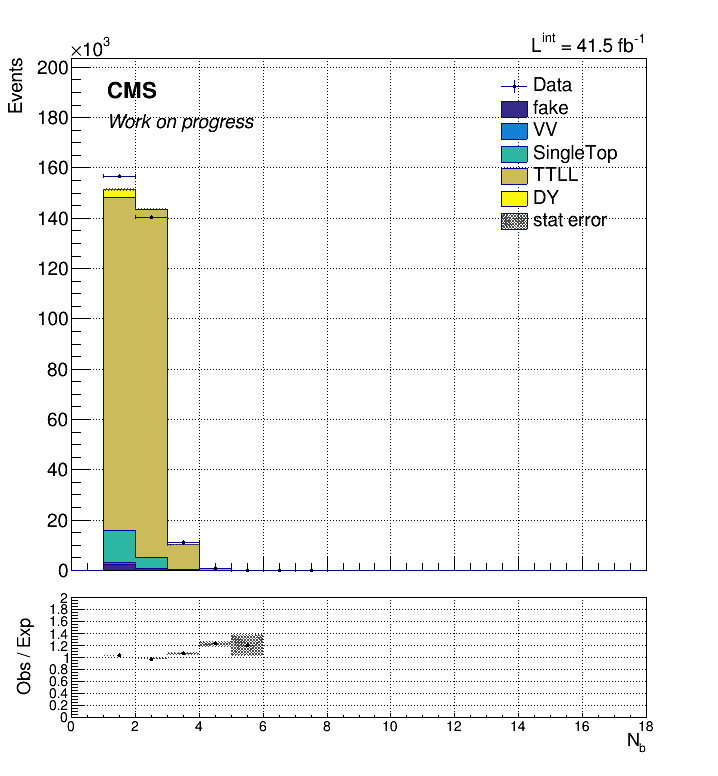 ×10³
L^int = 41.5 fb⁻¹
Events
200
180
160
140
120
100
80
60
40
20
0
CMS
Work on progress
Data
fake
VV
SingleTop
TTLL
DY
stat error
Obs / Exp
2
1.8
1.6
1.4
1.2
1
0.8
0.6
0.4
0.2
0
0 2 4 6 8 10 12 14 16 18
N_b